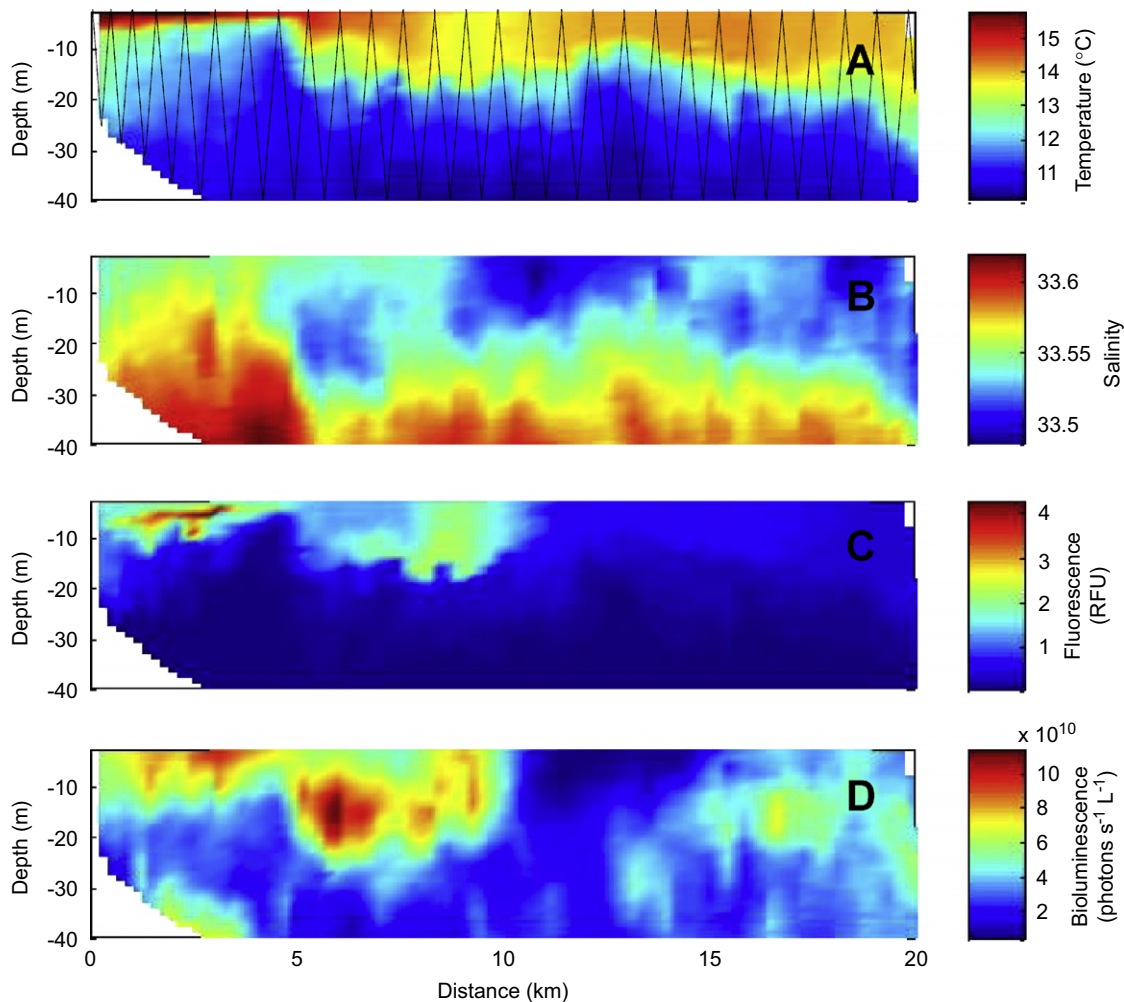 A
Depth (m)
-10
-20
-30
-40
15
14
13
12
11
Temperature (°C)
B
Depth (m)
-10
-20
-30
-40
33.6
33.55
33.5
Salinity
C
Depth (m)
-10
-20
-30
-40
4
3
2
1
Fluorescence
(RFU)
D
Depth (m)
-10
-20
-30
-40
x 10¹⁰
10
8
6
4
2
Bioluminescence
(photons s⁻¹ L⁻¹)
0 5 10 15 20
Distance (km)